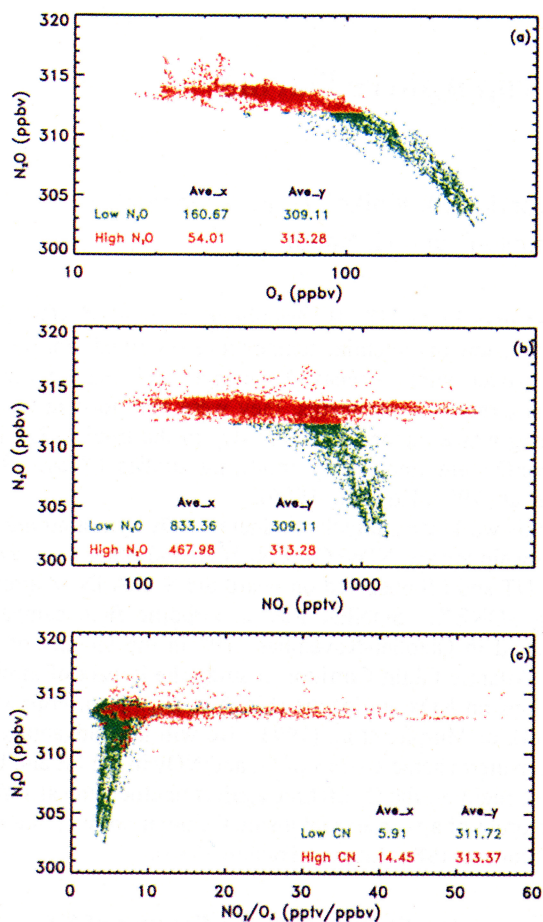 320
(a)
315
310
305
300
N₂O (ppbv)
Ave_x Ave_y
Low N₂O 160.67 309.11
High N₂O 54.01 313.28
10 100
O₃ (ppbv)
320
(b)
315
310
305
300
N₂O (ppbv)
Ave_x Ave_y
Low N₂O 833.36 309.11
High N₂O 467.98 313.28
100 1000
NOᵧ (pptv)
320
(c)
315
310
305
300
N₂O (ppbv)
Ave_x Ave_y
Low CN 5.91 311.72
High CN 14.45 313.37
0 10 20 30 40 50 60
NOᵧ/O₃ (pptv/ppbv)